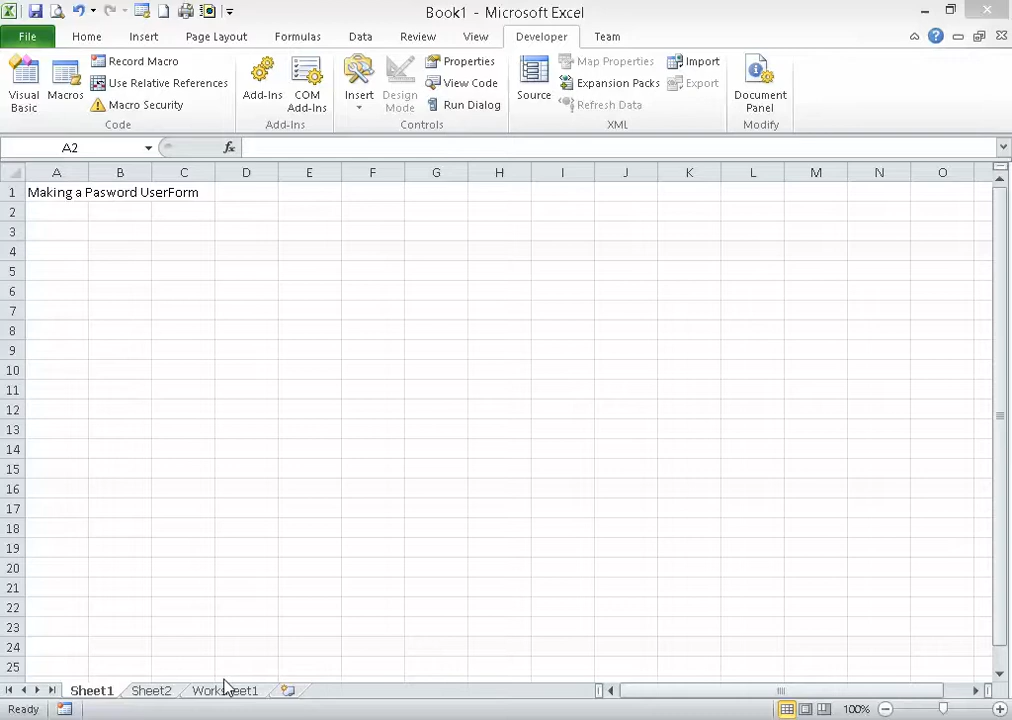 Book1 - Microsoft Excel
File Home Insert Page Layout Formulas Data Review View Developer Team
Visual Basic
Macros
Record Macro
Use Relative References
Macro Security
Code
Add-Ins
COM Add-Ins
Add-Ins
Insert
Design Mode
Properties
View Code
Run Dialog
Controls
Source
Map Properties
Expansion Packs
Refresh Data
Import
Export
XML
Document Panel
Modify
A2 fx
A B C D E F G H I J K L M N O
1 Making a Pasword UserForm
2
3
4
5
6
7
8
9
10
11
12
13
14
15
16
17
18
19
20
21
22
23
24
25
Sheet1 Sheet2 Worksheet1
Ready 100%